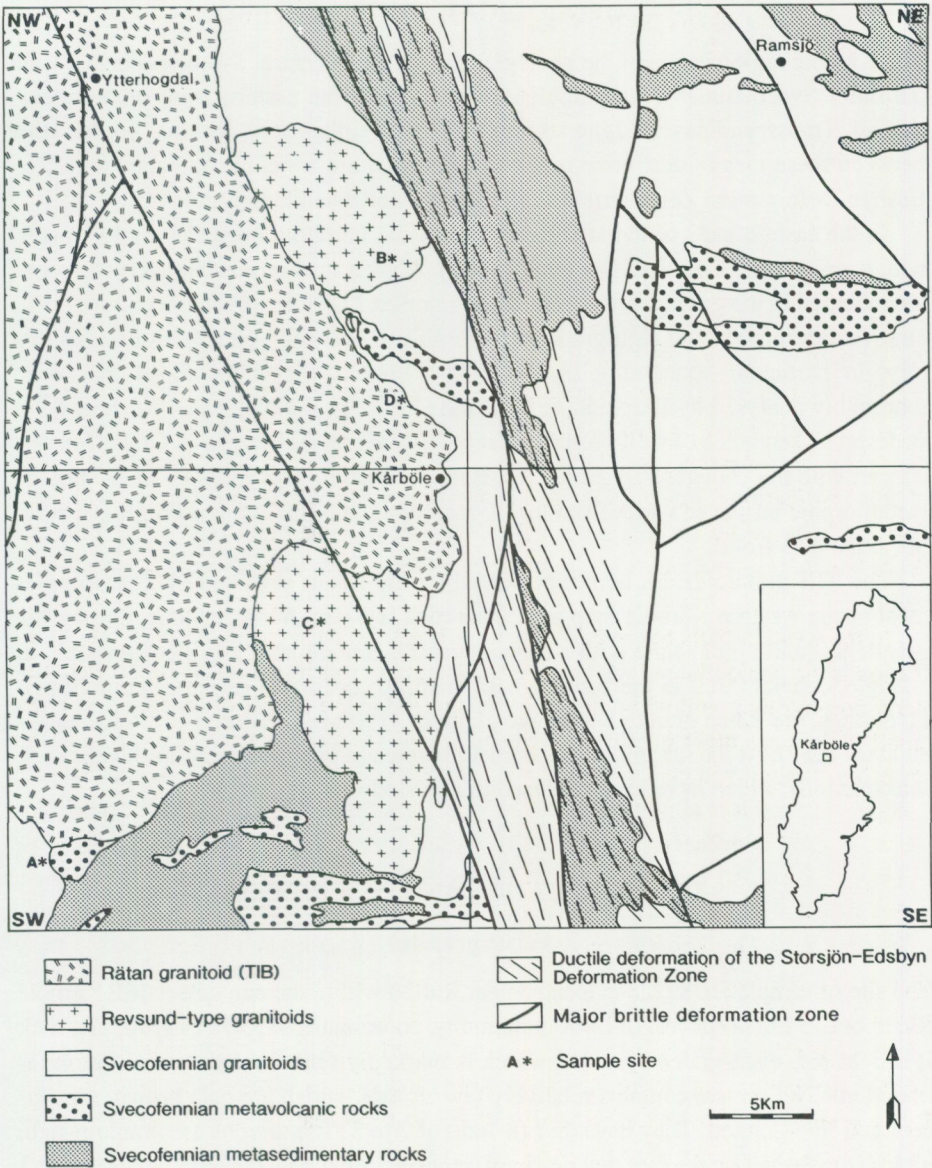 NW
NE
Ytterhogdal
Ramsjö
B*
D*
Kårböle
C*
Kårböle
A*
SW
SE
Rätan granitoid (TIB)
Revsund-type granitoids
Svecofennian granitoids
Svecofennian metavolcanic rocks
Svecofennian metasedimentary rocks
Ductile deformation of the Storsjön-Edsbyn
Deformation Zone
Major brittle deformation zone
A* Sample site
5Km